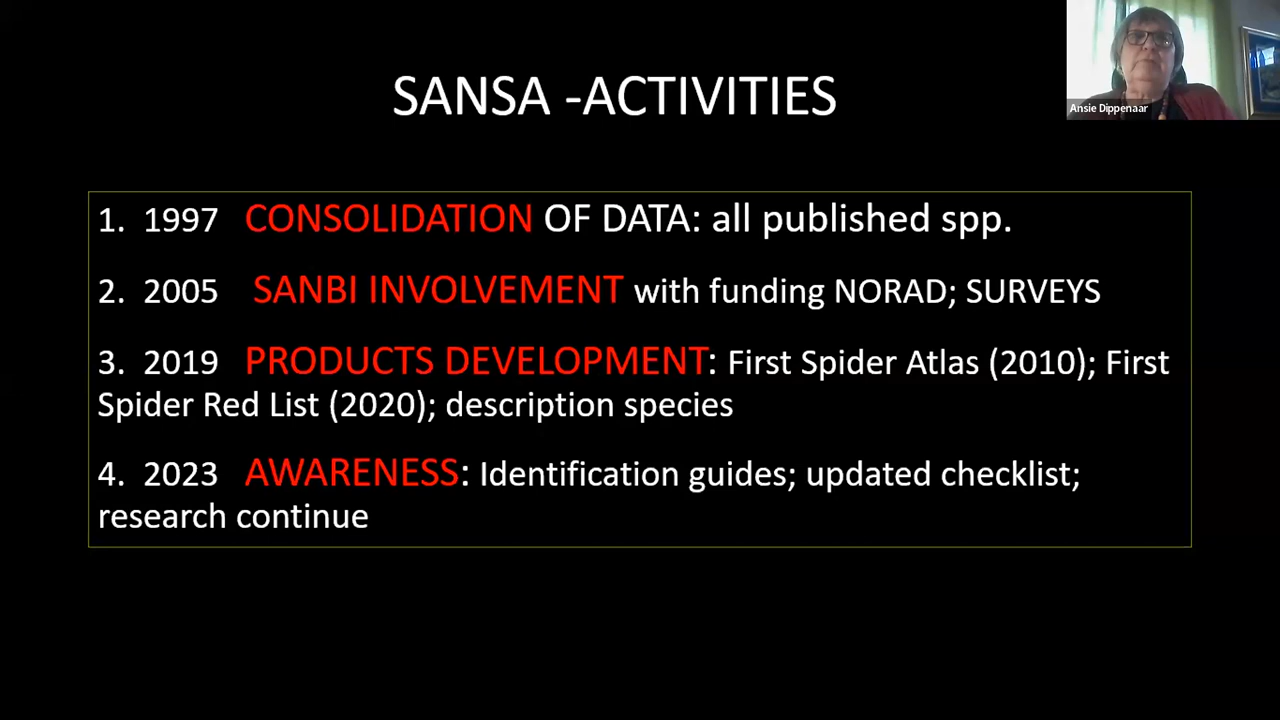 SANSA -ACTIVITIES
Ansie Dippenaar
1. 1997 CONSOLIDATION OF DATA: all published spp.
2. 2005 SANBI INVOLVEMENT with funding NORAD; SURVEYS
3. 2019 PRODUCTS DEVELOPMENT: First Spider Atlas (2010); First
Spider Red List (2020); description species
4. 2023 AWARENESS: Identification guides; updated checklist;
research continue